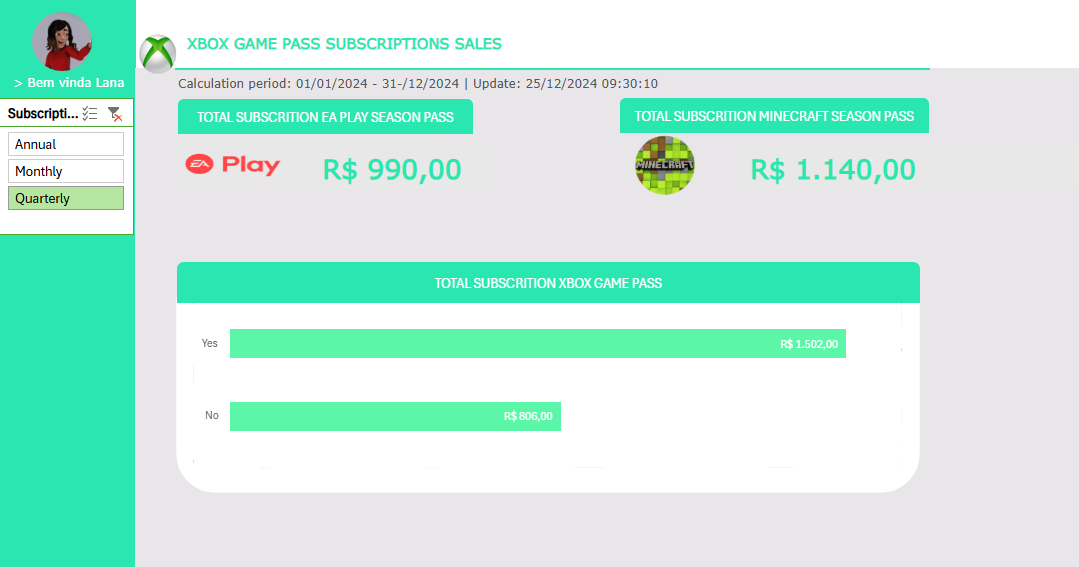 XBOX GAME PASS SUBSCRIPTIONS SALES
> Bem vinda Lana
Calculation period: 01/01/2024 - 31-/12/2024 | Update: 25/12/2024 09:30:10
Subscripti...
Annual
Monthly
Quarterly
TOTAL SUBSCRITION EA PLAY SEASON PASS
EA Play
R$ 990,00
TOTAL SUBSCRITION MINECRAFT SEASON PASS
MINECRAFT
R$ 1.140,00
TOTAL SUBSCRITION XBOX GAME PASS
Yes
R$ 1.502,00
No
R$ 806,00